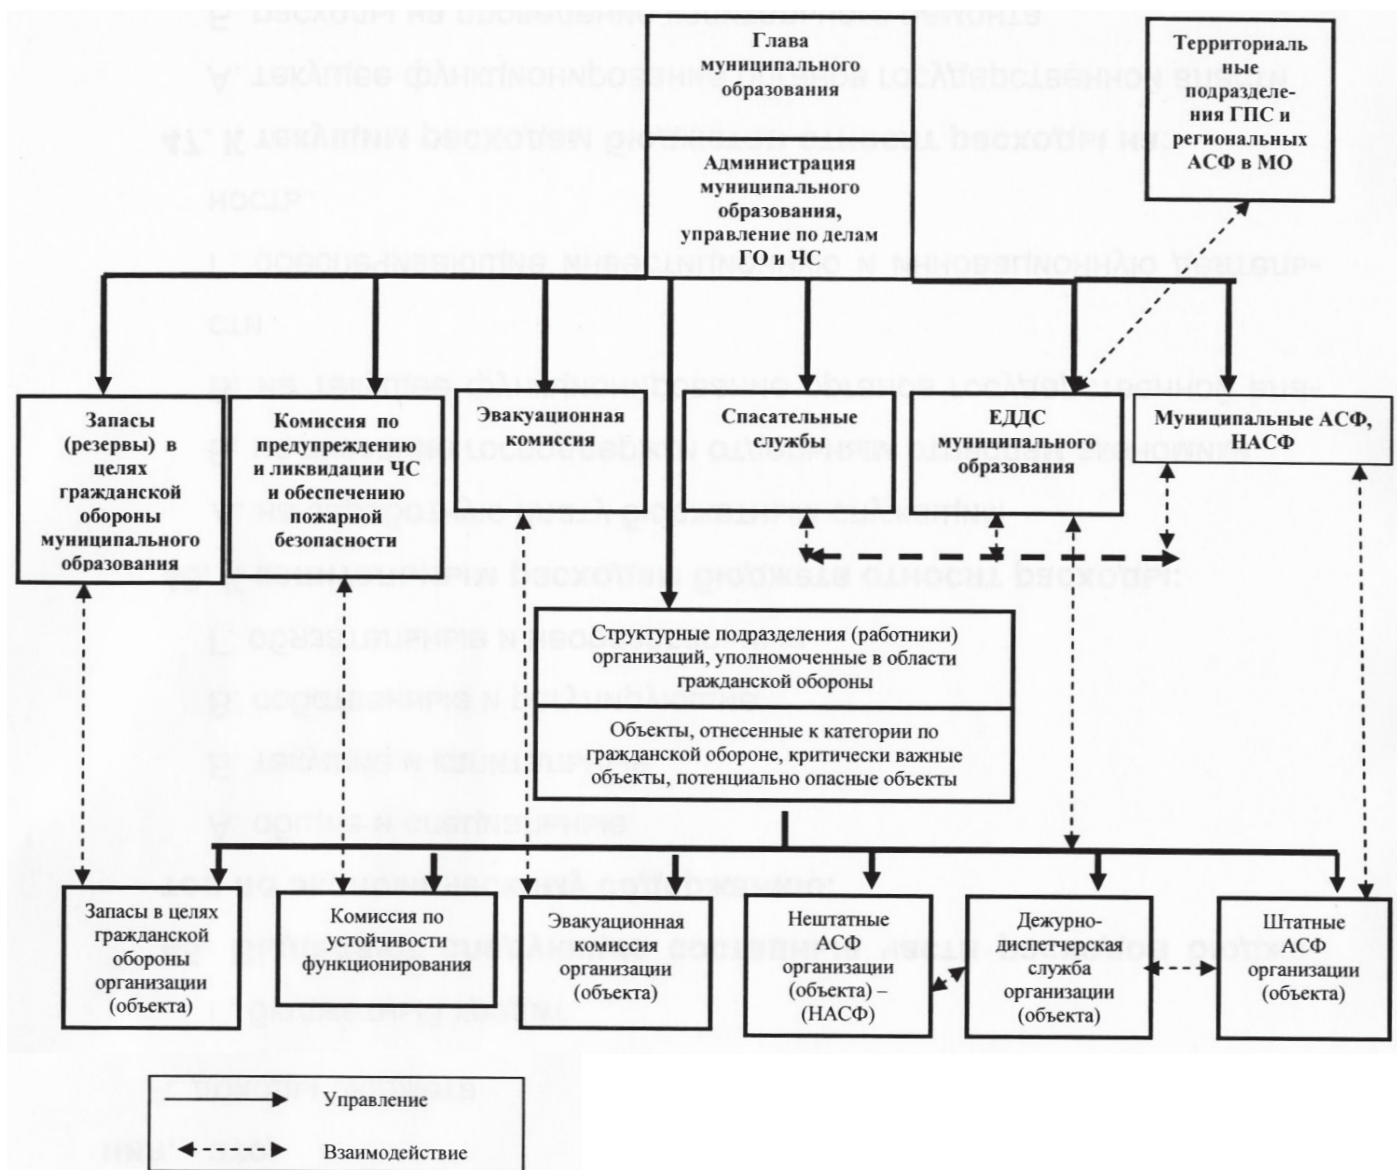 Глава
муниципального
образования
Администрация
муниципального
образования,
управление по делам
ГО и ЧС
Территориаль
ные
подразделе-
ния ГПС и
региональных
АСФ в МО
Запасы
(резервы) в
целях
гражданской
обороны
муниципального
образования
Комиссия по
предупреждению
и ликвидации ЧС
и обеспечению
пожарной
безопасности
Эвакуационная
комиссия
Спасательные
службы
ЕДДС
муниципального
образования
Муниципальные АСФ,
НАСФ
Структурные подразделения (работники)
организаций, уполномоченные в области
гражданской обороны
Объекты, отнесенные к категории по
гражданской обороне, критически важные
объекты, потенциально опасные объекты
Запасы в целях
гражданской
обороны
организации
(объекта)
Комиссия по
устойчивости
функционирования
Эвакуационная
комиссия
организации
(объекта)
Нештатные
АСФ
организации
(объекта) –
(НАСФ)
Дежурно-
диспетчерская
служба
организации
(объекта)
Штатные
АСФ
организации
(объекта)
Управление
Взаимодействие